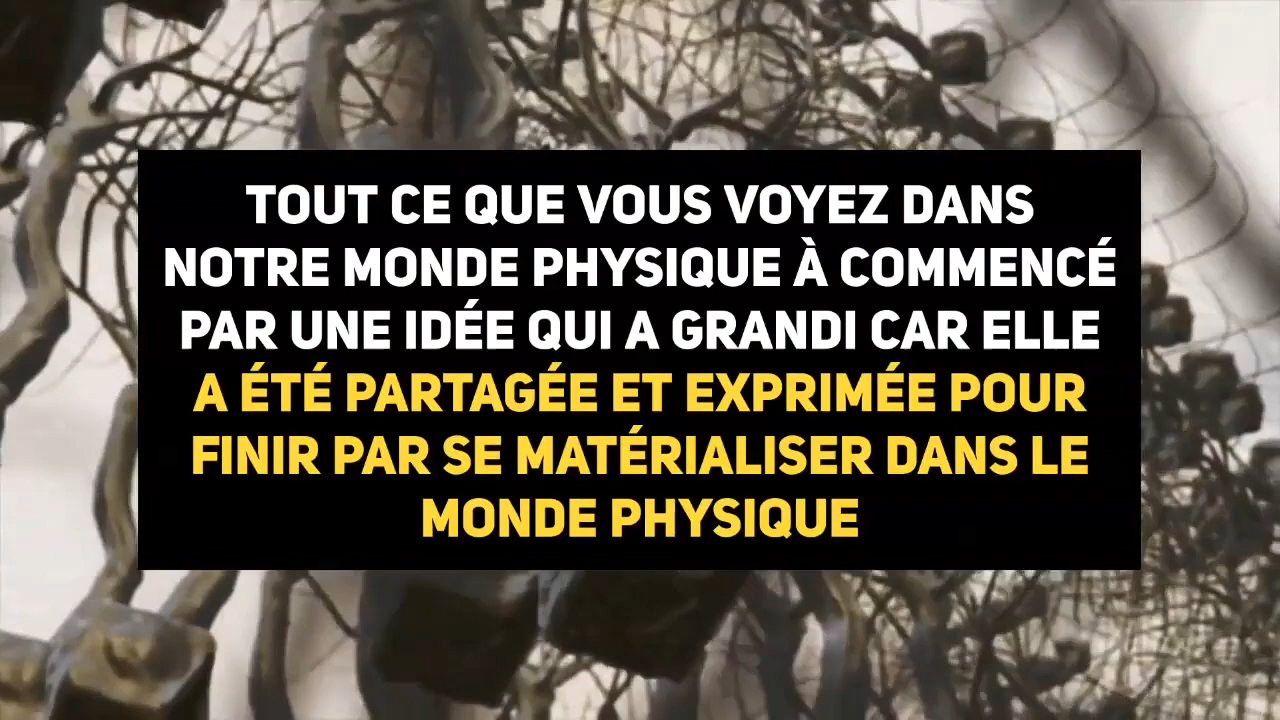 TOUT CE QUE VOUS VOYEZ DANS
NOTRE MONDE PHYSIQUE À COMMENCÉ
PAR UNE IDÉE QUI A GRANDI CAR ELLE
A ÉTÉ PARTAGÉE ET EXPRIMÉE POUR
FINIR PAR SE MATÉRIALISER DANS LE
MONDE PHYSIQUE